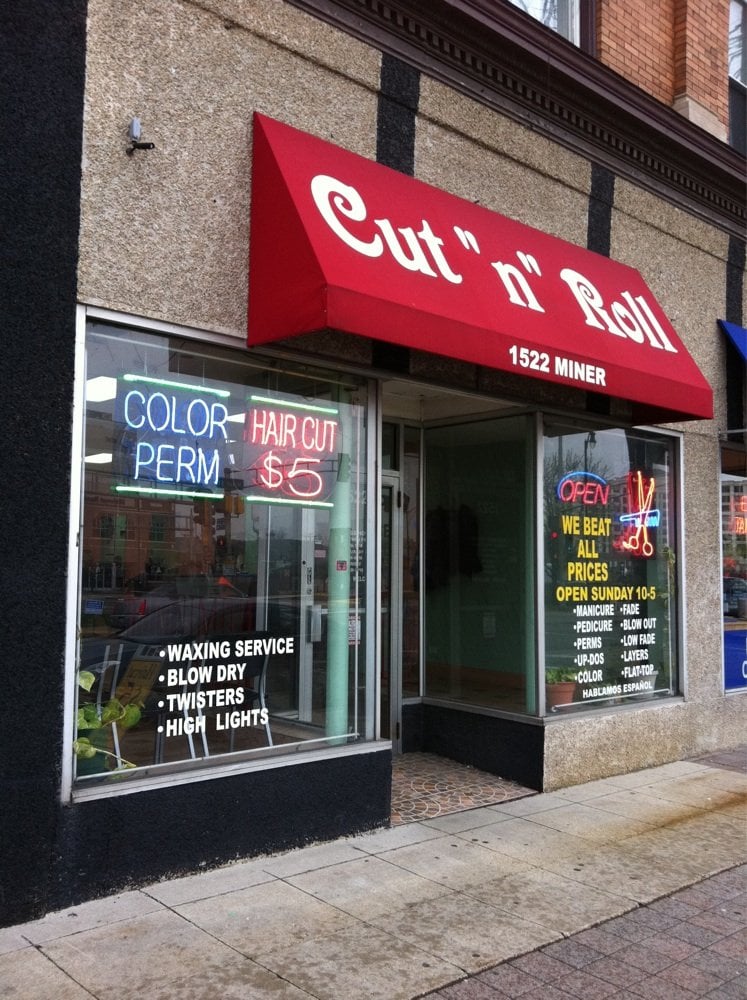 Cut "n" Roll
1522 MINER
COLOR
PERM
HAIR CUT
$5
•WAXING SERVICE
•BLOW DRY
•TWISTERS
•HIGH LIGHTS
OPEN
WE BEAT
ALL
PRICES
OPEN SUNDAY 10-5
•MANICURE •FADE
•PEDICURE •BLOW OUT
•PERMS •LOW FADE
•UP-DOS •LAYERS
•COLOR •FLAT-TOP
HABLAMOS ESPAÑOL